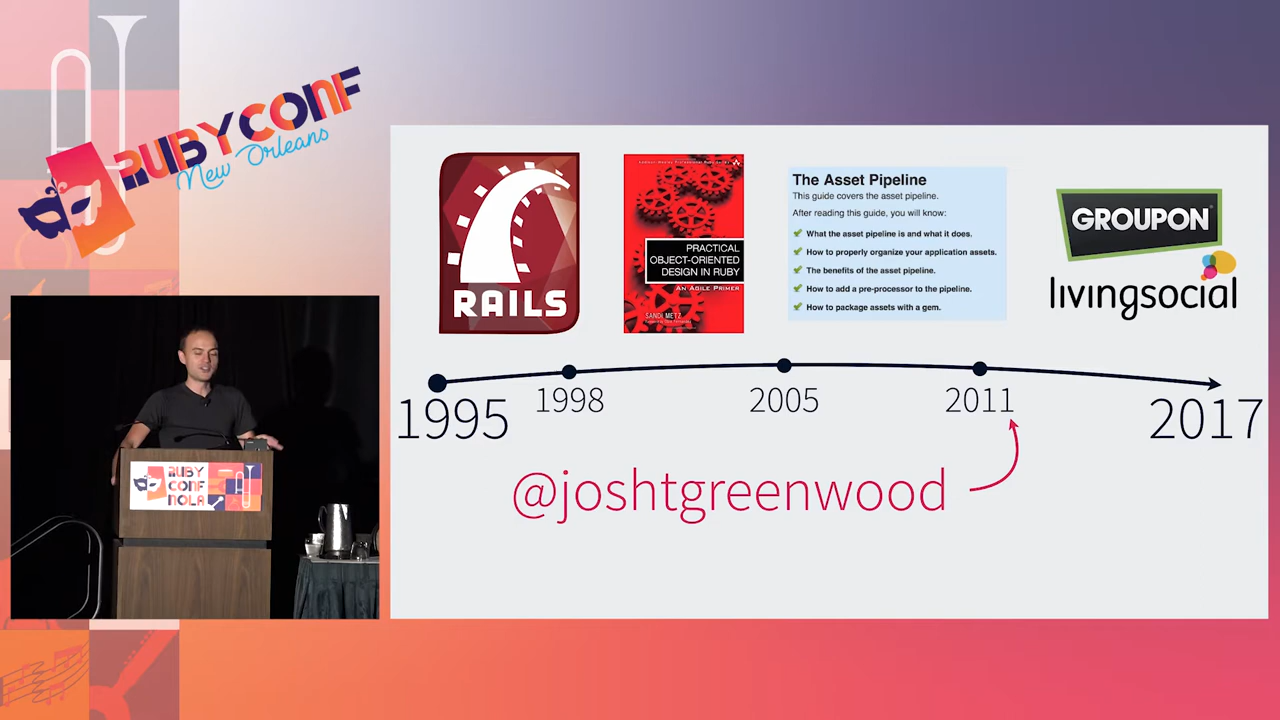 RUBYCONF
New Orleans
RUBY
CONF
NOLA
RAILS
PRACTICAL
OBJECT-ORIENTED
DESIGN IN RUBY
AN AGILE PRIMER
SANDI METZ
The Asset Pipeline
This guide covers the asset pipeline.
After reading this guide, you will know:
What the asset pipeline is and what it does.
How to properly organize your application assets.
The benefits of the asset pipeline.
How to add a pre-processor to the pipeline.
How to package assets with a gem.
GROUPON
livingsocial
1995
1998
2005
2011
2017
@joshtgreenwood